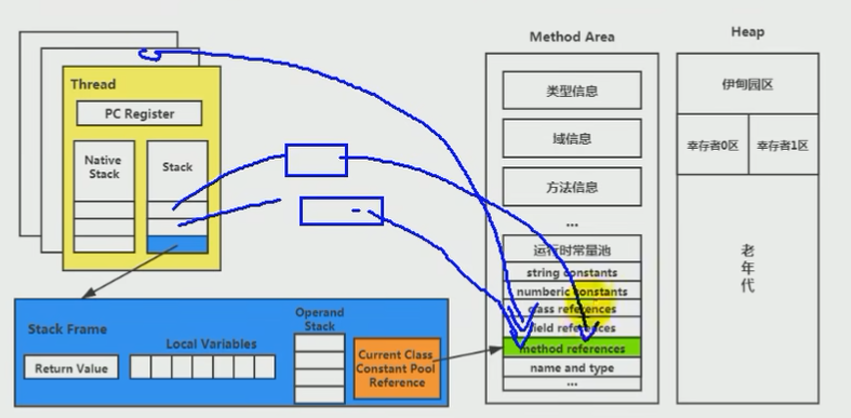 Method Area
Heap
Thread
PC Register
Native
Stack
Stack
类型信息
域信息
方法信息
...
运行时常量池
string constants
numberic constants
class references
field references
method references
name and type
...
伊甸园区
幸存者0区
幸存者1区
老
年
代
Stack Frame
Return Value
Local Variables
Operand
Stack
Current Class
Constant Pool
Reference